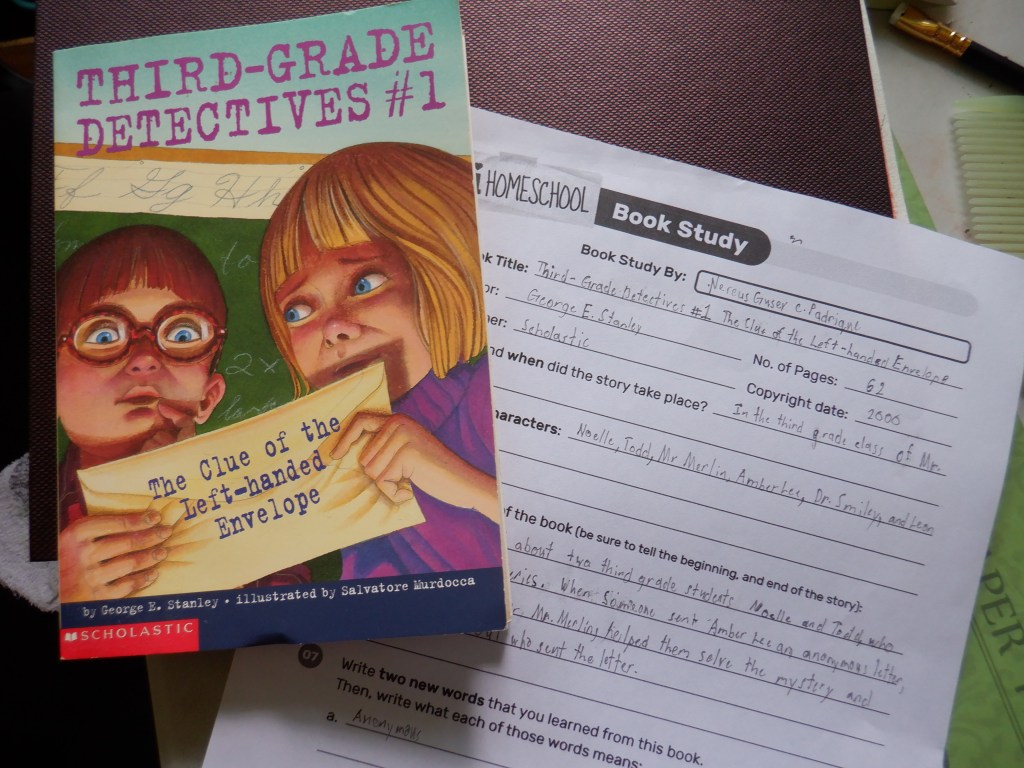 THIRD-GRADE
DETECTIVES #1
Ff Gg Hh
2x
The Clue of the
Left-handed
Envelope
by George E. Stanley • illustrated by Salvatore Murdocca
SCHOLASTIC
HOMESCHOOL
Book Study
Book Study By:
Title: Third-Grade Detectives #1 The Clue of the Left-handed Envelope
George E. Stanley
No. of Pages: 62
Scholastic
Copyright date: 2000
when did the story take place? In the third grade class of Mr.
Noelle, Todd, Mr Merlin, Amber Lee, Dr. Smiley, and Leon
of the book (be sure to tell the beginning, and end of the story):
about two third grade students Noelle and Todd who
When someone sent Amber Lee an anonymous letter,
Mr. Merlin helped them solve the mystery and
who sent the letter.
07
Write two new words that you learned from this book.
Then, write what each of those words means:
a.